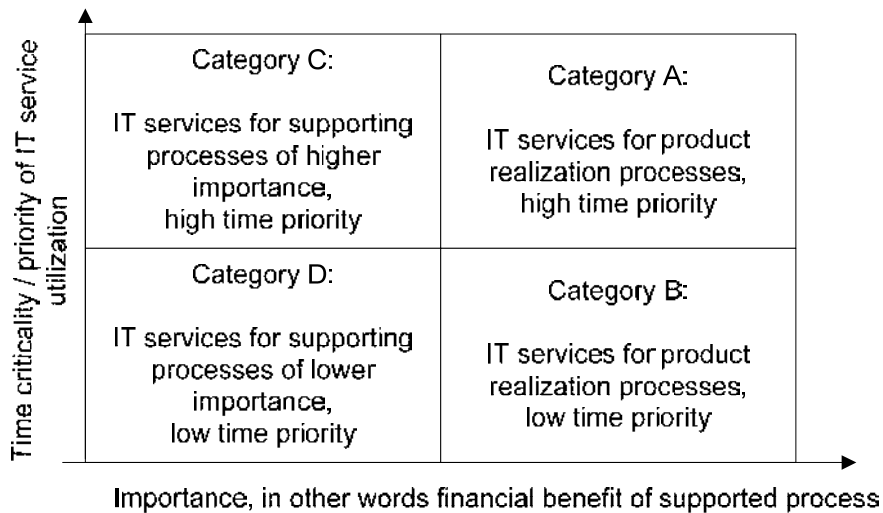 Time criticality / priority of IT service
utilization
Category C:
IT services for supporting
processes of higher
importance,
high time priority
Category A:
IT services for product
realization processes,
high time priority
Category D:
IT services for supporting
processes of lower
importance,
low time priority
Category B:
IT services for product
realization processes,
low time priority
Importance, in other words financial benefit of supported process